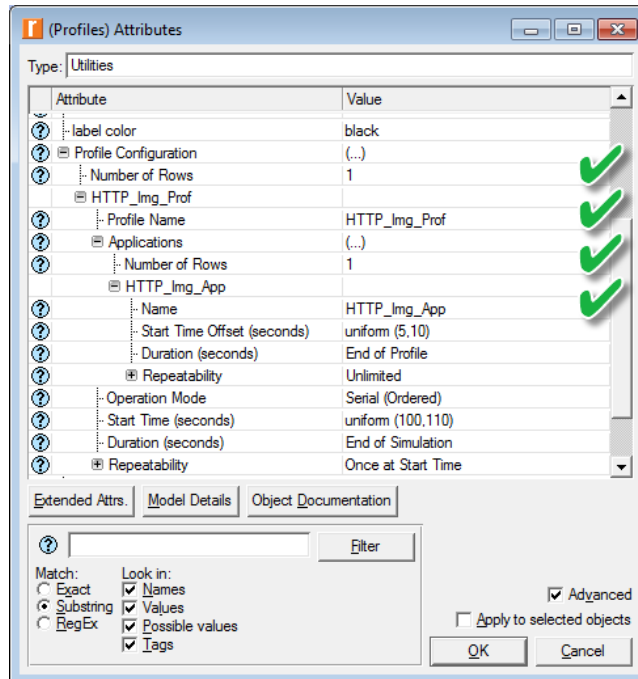 (Profiles) Attributes
Type: Utilities
Attribute Value
label color black
Profile Configuration (...)
Number of Rows 1
HTTP_Img_Prof
Profile Name HTTP_Img_Prof
Applications (...)
Number of Rows 1
HTTP_Img_App
Name HTTP_Img_App
Start Time Offset (seconds) uniform (5,10)
Duration (seconds) End of Profile
Repeatability Unlimited
Operation Mode Serial (Ordered)
Start Time (seconds) uniform (100,110)
Duration (seconds) End of Simulation
Repeatability Once at Start Time
Extended Attrs. Model Details Object Documentation
Filter
Match: Look in:
Exact Names
Substring Values
RegEx Possible values
Tags
Advanced
Apply to selected objects
OK Cancel